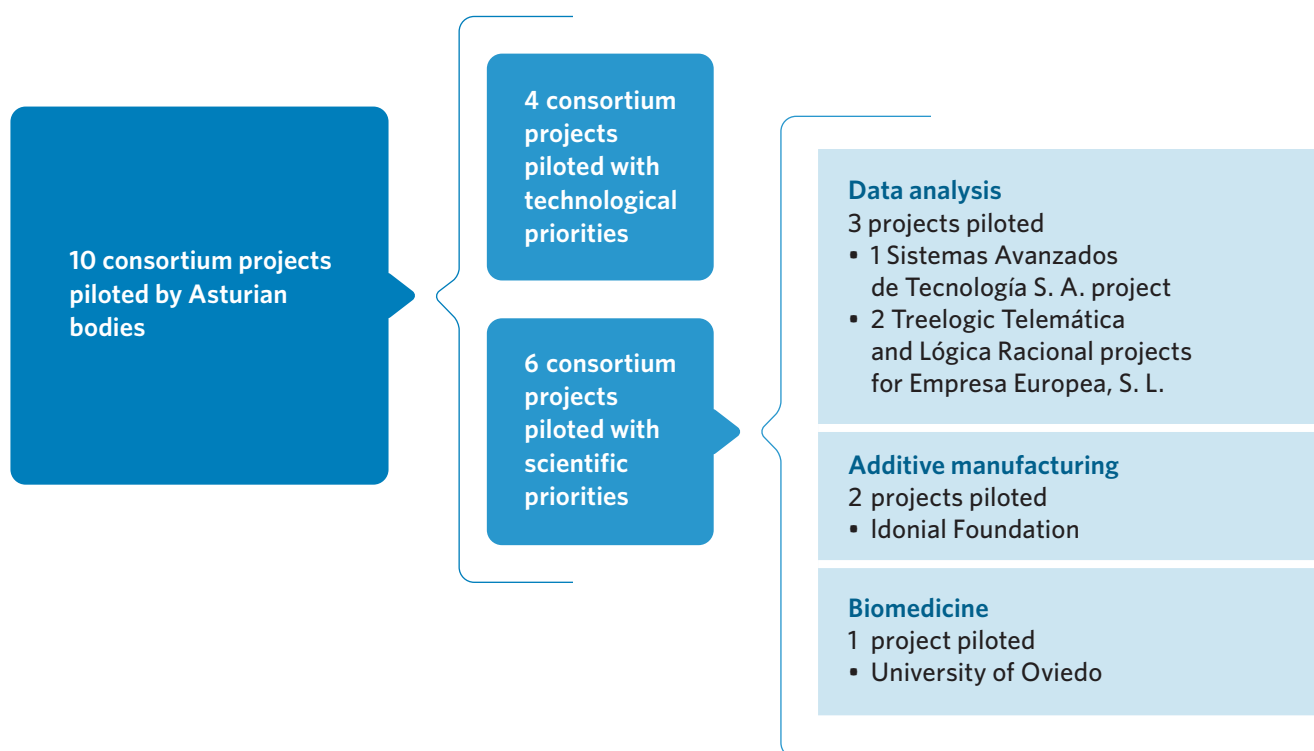 10 consortium projects
piloted by Asturian
bodies
4 consortium
projects
piloted with
technological
priorities
6 consortium
projects
piloted with
scientific
priorities
Data analysis
3 projects piloted
• 1 Sistemas Avanzados
de Tecnología S. A. project
• 2 Treelogic Telemática
and Lógica Racional projects
for Empresa Europea, S. L.
Additive manufacturing
2 projects piloted
• Idonial Foundation
Biomedicine
1 project piloted
• University of Oviedo